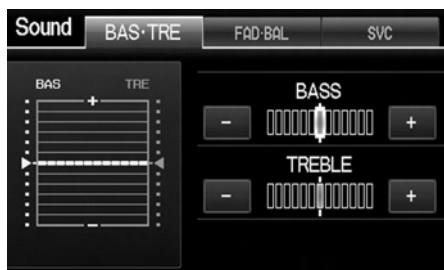 Sound BAS·TRE FAD·BAL SVC
BAS TRE
+
BASS
- +
TREBLE
- +
-